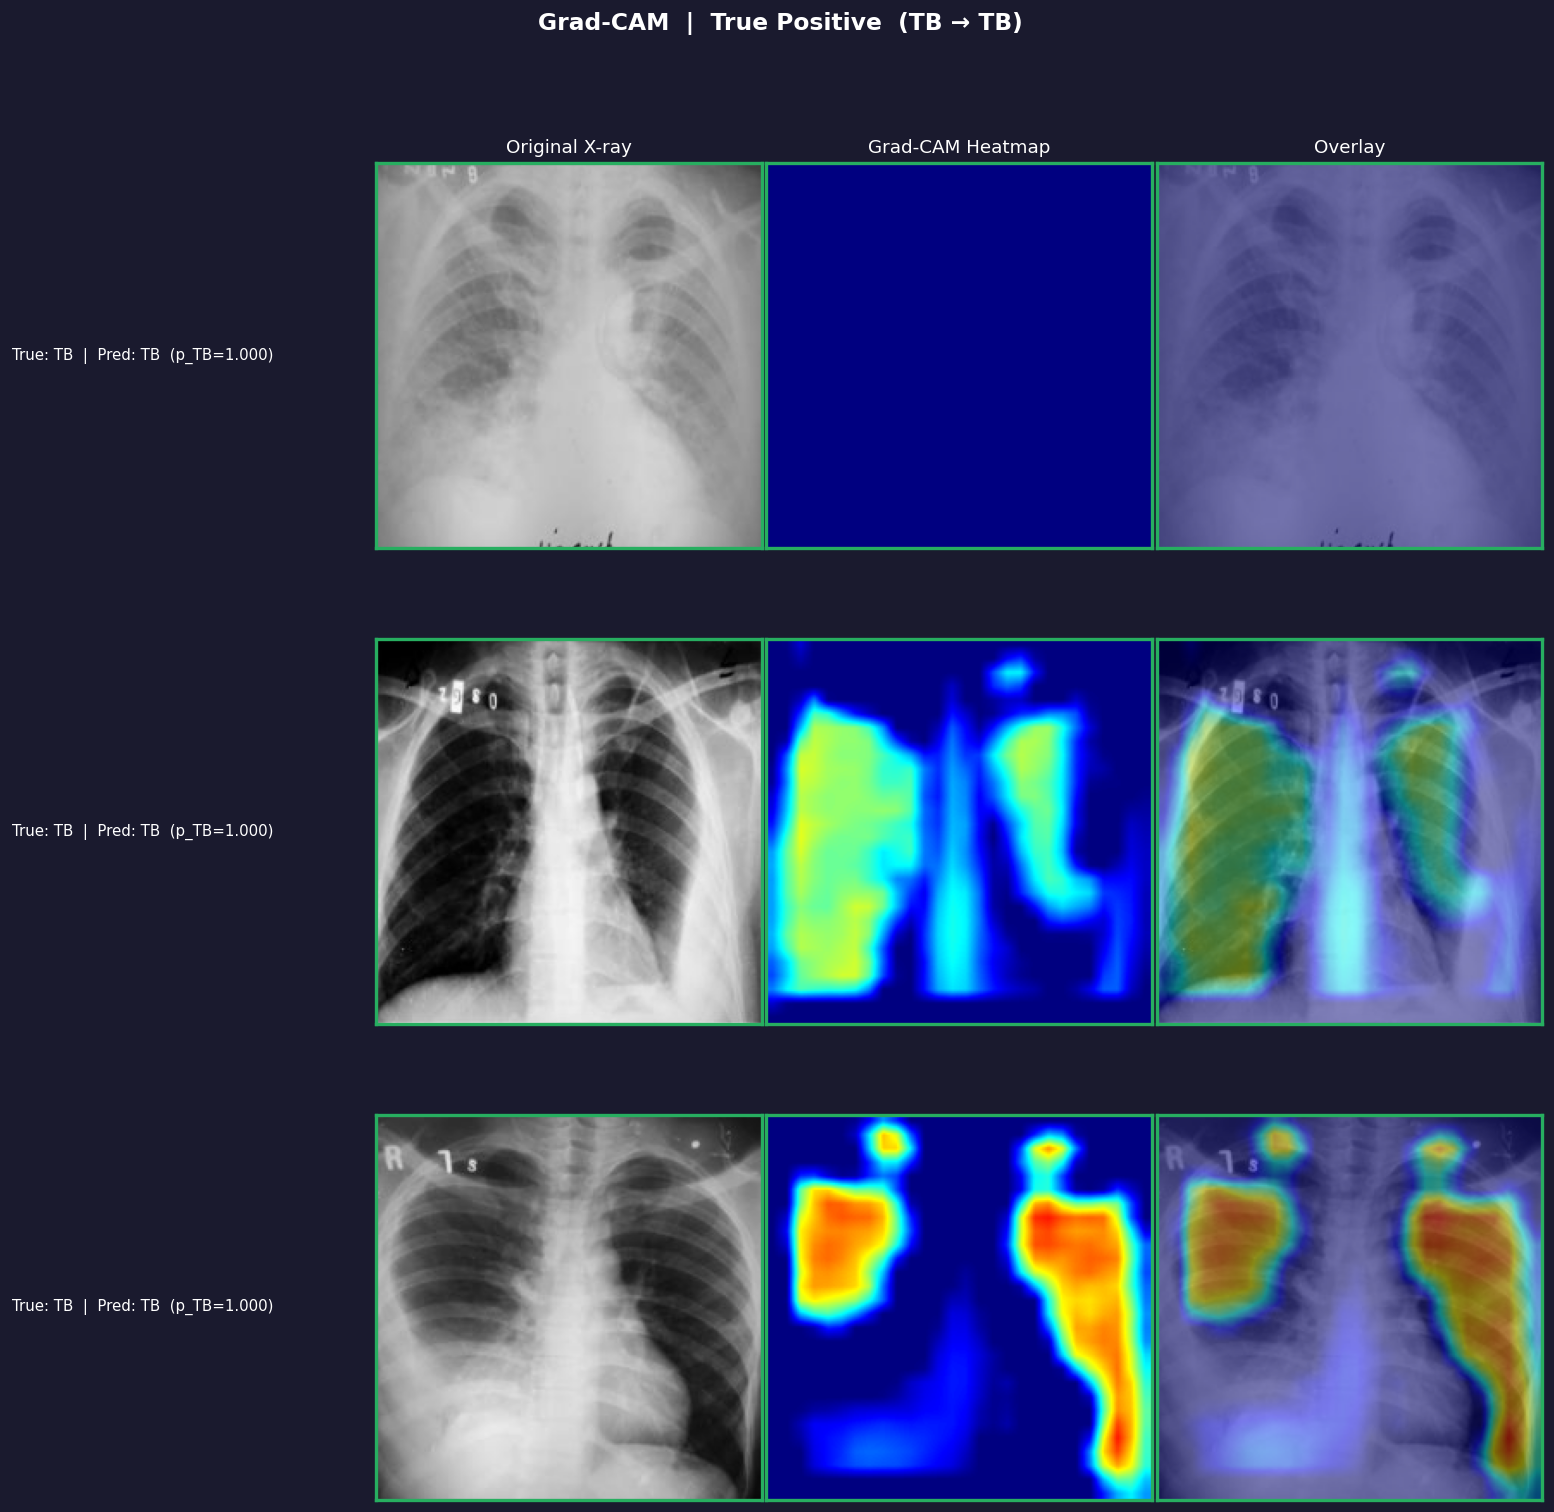 Grad-CAM | True Positive (TB → TB)
Original X-ray
Grad-CAM Heatmap
Overlay
True: TB | Pred: TB (p_TB=1.000)
True: TB | Pred: TB (p_TB=1.000)
R 7 s
True: TB | Pred: TB (p_TB=1.000)